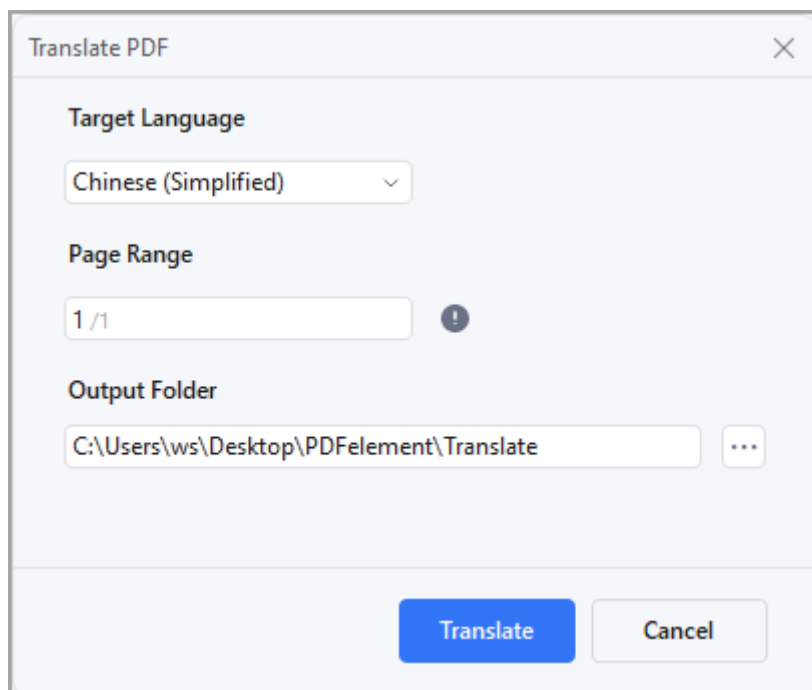 Translate PDF
Target Language
Chinese (Simplified)
Page Range
1 /1
Output Folder
C:\Users\ws\Desktop\PDFelement\Translate
Translate
Cancel